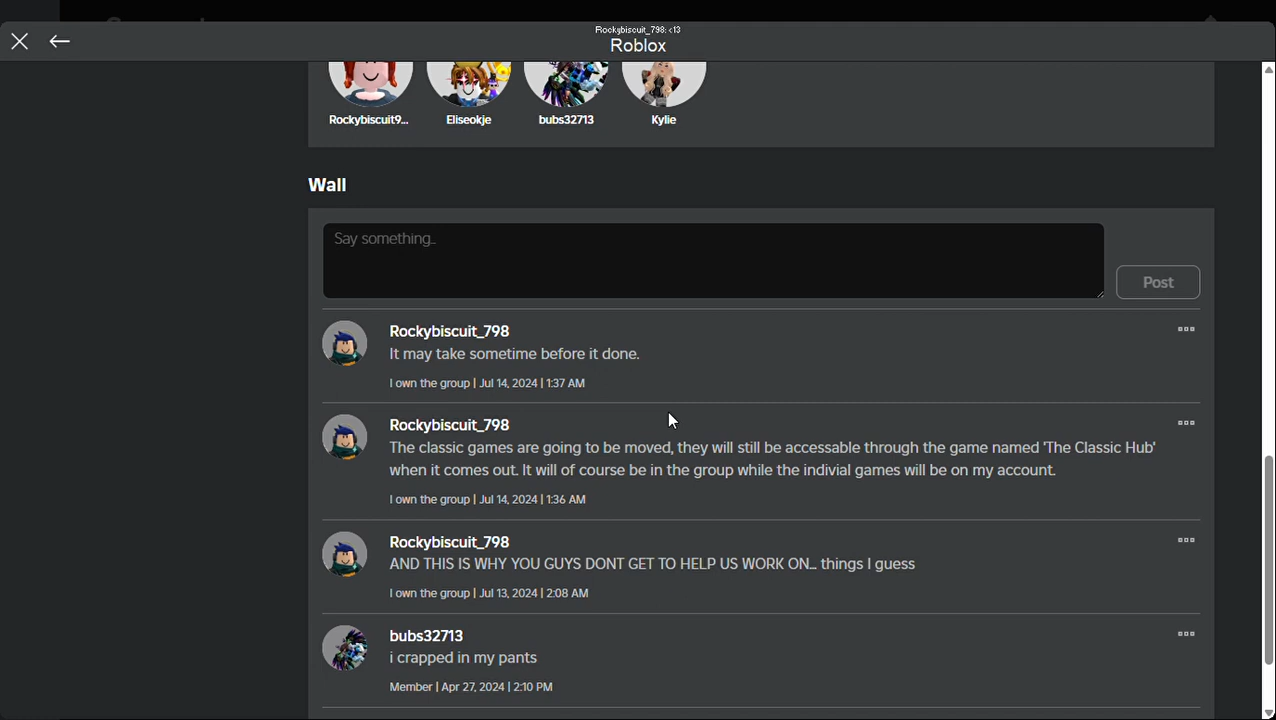 Rockybiscuit_798: <13
Roblox
Rockybiscuit9...
Eliseokje
bubs32713
Kylie
Wall
Say something...
Post
Rockybiscuit_798
It may take sometime before it done.
I own the group | Jul 14, 2024 | 1:37 AM
Rockybiscuit_798
The classic games are going to be moved, they will still be accessable through the game named 'The Classic Hub'
when it comes out. It will of course be in the group while the indivial games will be on my account.
I own the group | Jul 14, 2024 | 1:36 AM
Rockybiscuit_798
AND THIS IS WHY YOU GUYS DONT GET TO HELP US WORK ON... things I guess
I own the group | Jul 13, 2024 | 2:08 AM
bubs32713
i crapped in my pants
Member | Apr 27, 2024 | 2:10 PM